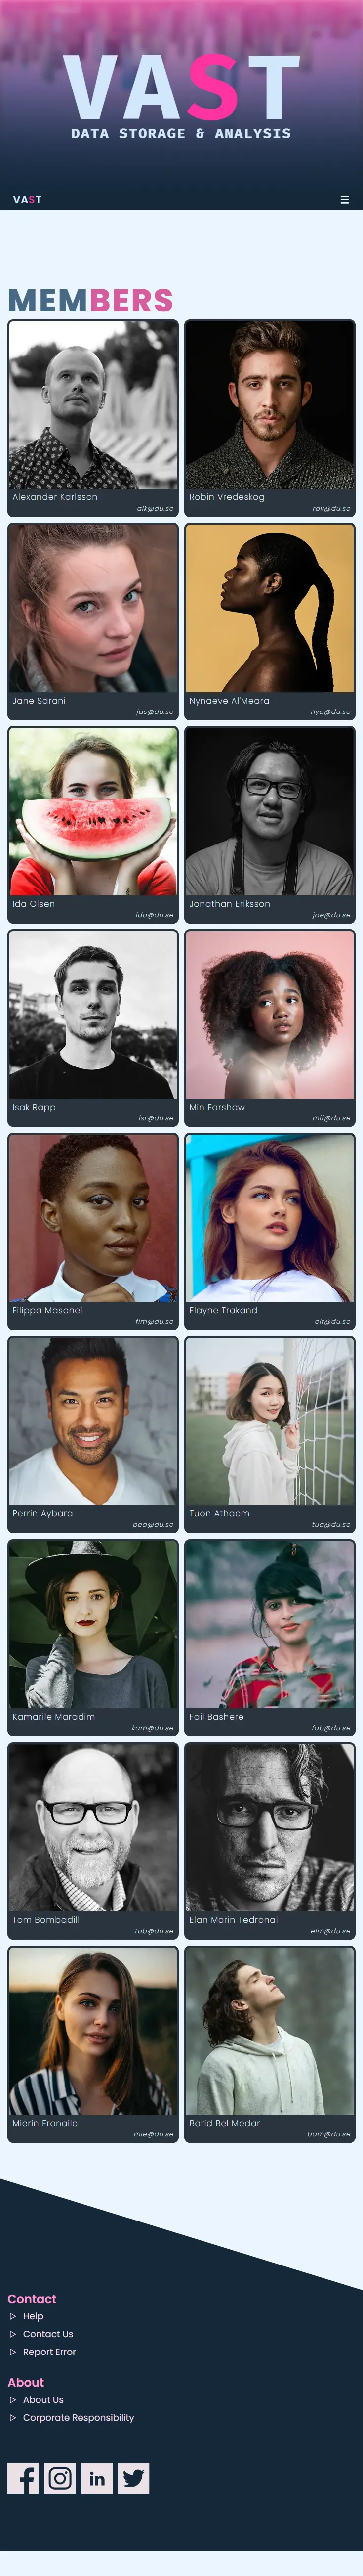 VAST
DATA STORAGE & ANALYSIS
VAST
MEMBERS
Alexander Karlsson
alk@du.se
Robin Vredeskog
rov@du.se
Jane Sarani
jas@du.se
Nynaeve Al'Meara
nya@du.se
Ida Olsen
ido@du.se
Jonathan Eriksson
joe@du.se
Isak Rapp
isr@du.se
Min Farshaw
mif@du.se
Filippa Masonei
fim@du.se
Elayne Trakand
elt@du.se
Perrin Aybara
pea@du.se
Tuon Athaem
tua@du.se
Kamarile Maradim
kam@du.se
Fail Bashere
fab@du.se
Tom Bombadill
tob@du.se
Elan Morin Tedronai
elm@du.se
Mierin Eronaile
mie@du.se
Barid Bel Medar
bam@du.se
Contact
Help
Contact Us
Report Error
About
About Us
Corporate Responsibility